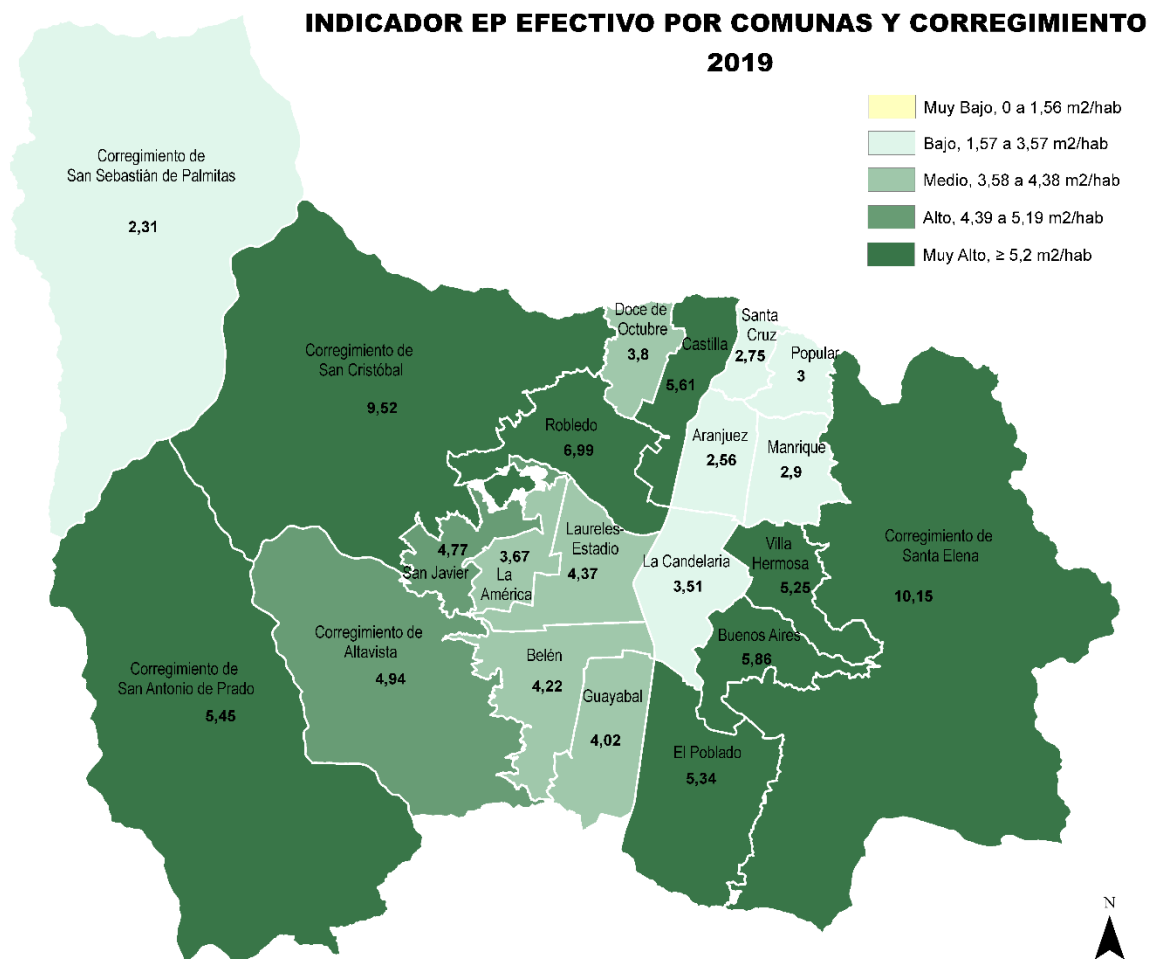 INDICADOR EP EFECTIVO POR COMUNAS Y CORREGIMIENTO
2019
Muy Bajo, 0 a 1,56 m2/hab
Bajo, 1,57 a 3,57 m2/hab
Medio, 3,58 a 4,38 m2/hab
Alto, 4,39 a 5,19 m2/hab
Muy Alto, ≥ 5,2 m2/hab
Corregimiento de
San Sebastián de Palmitas
2,31
Corregimiento de
San Cristóbal
9,52
Doce de
Octubre
3,8
Castilla
5,61
Santa
Cruz
2,75
Popular
3
Robledo
6,99
Aranjuez
2,56
Manrique
2,9
Corregimiento de
Santa Elena
10,15
4,77
San Javier
3,67
La
América
Laureles-
Estadio
4,37
La Candelaria
3,51
Villa
Hermosa
5,25
Buenos Aires
5,86
Corregimiento de
Altavista
4,94
Corregimiento de
San Antonio de Prado
5,45
Belén
4,22
Guayabal
4,02
El Poblado
5,34
N